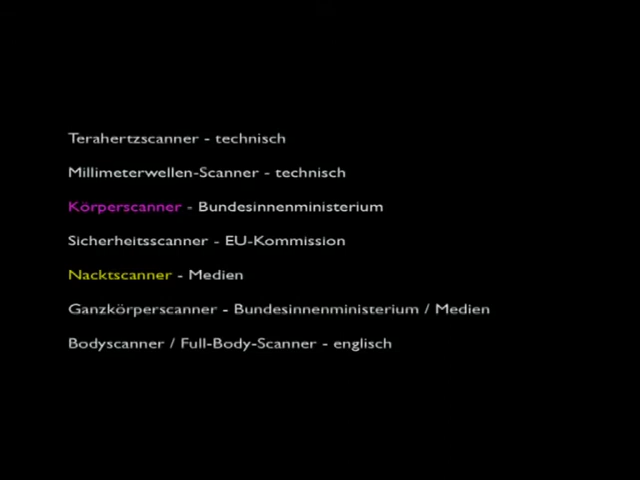 Terahertzscanner - technisch
Millimeterwellen-Scanner - technisch
Körperscanner - Bundesinnenministerium
Sicherheitsscanner - EU-Kommission
Nacktscanner - Medien
Ganzkörperscanner - Bundesinnenministerium / Medien
Bodyscanner / Full-Body-Scanner - englisch